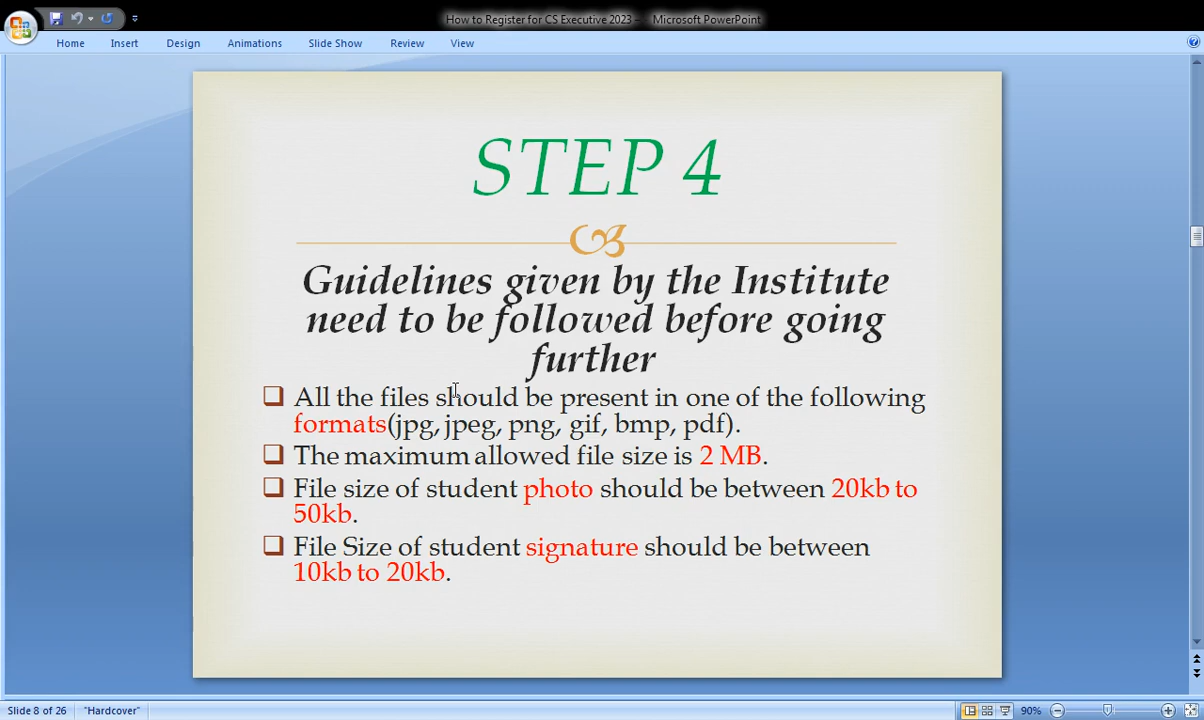 How to Register for CS Executive 2023 – Microsoft PowerPoint
Home Insert Design Animations Slide Show Review View
STEP 4
Guidelines given by the Institute
need to be followed before going
further
All the files should be present in one of the following
formats(jpg, jpeg, png, gif, bmp, pdf).
The maximum allowed file size is 2 MB.
File size of student photo should be between 20kb to
50kb.
File Size of student signature should be between
10kb to 20kb.
Slide 8 of 26 "Hardcover" 90%